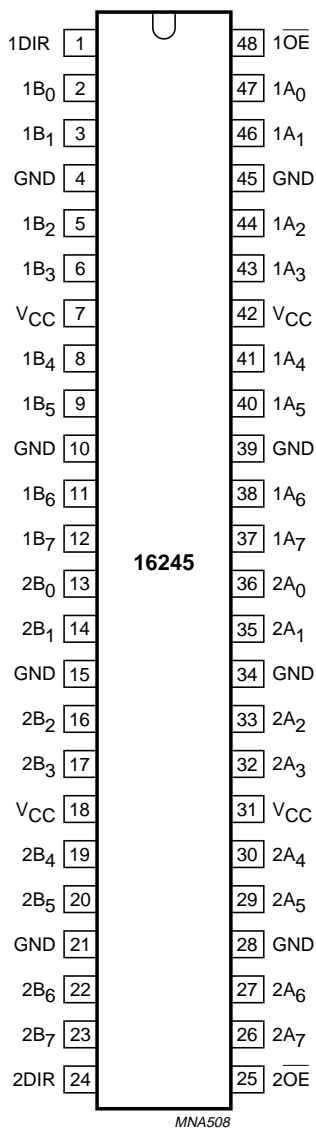 1DIR 1 48 1O̅E̅
1B0 2 47 1A0
1B1 3 46 1A1
GND 4 45 GND
1B2 5 44 1A2
1B3 6 43 1A3
VCC 7 42 VCC
1B4 8 41 1A4
1B5 9 40 1A5
GND 10 39 GND
1B6 11 38 1A6
1B7 12 37 1A7
16245
2B0 13 36 2A0
2B1 14 35 2A1
GND 15 34 GND
2B2 16 33 2A2
2B3 17 32 2A3
VCC 18 31 VCC
2B4 19 30 2A4
2B5 20 29 2A5
GND 21 28 GND
2B6 22 27 2A6
2B7 23 26 2A7
2DIR 24 25 2O̅E̅
MNA508